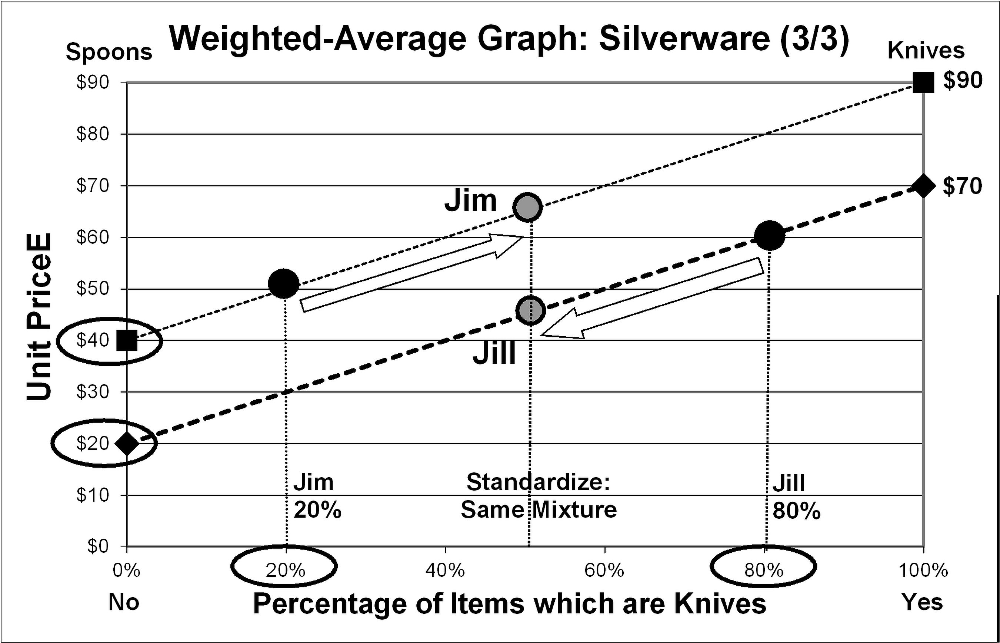 Weighted-Average Graph: Silverware (3/3)
Spoons
Knives
$90
$80
$70
$60
$50
$40
$30
$20
$10
$0
$90
$70
Unit PriceE
Jim
Jill
Jim
20%
Standardize:
Same Mixture
Jill
80%
0%
20%
40%
60%
80%
100%
No
Percentage of Items which are Knives
Yes